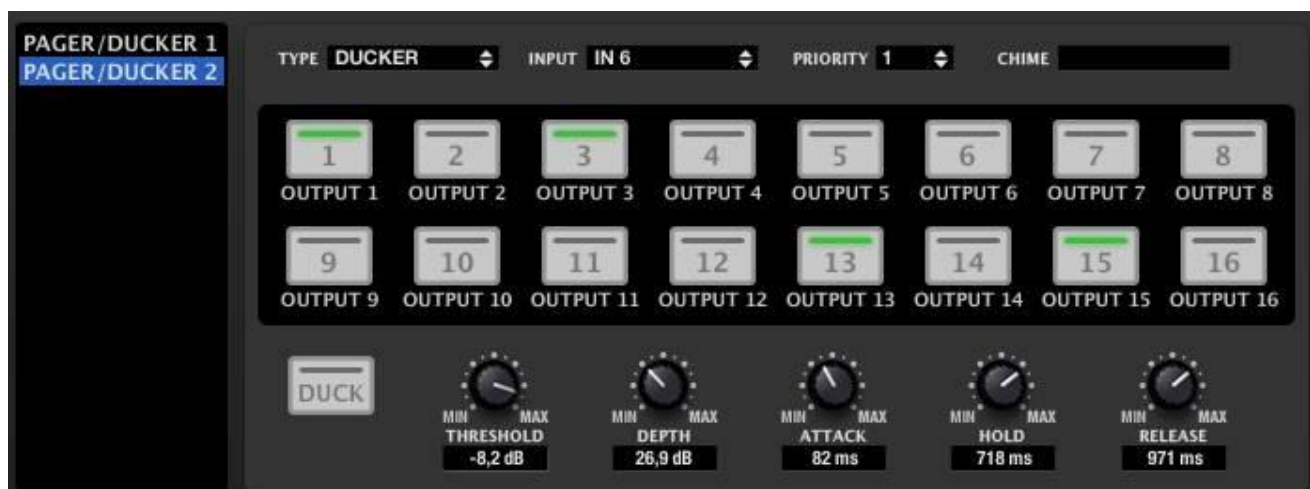 PAGER/DUCKER 1
PAGER/DUCKER 2
TYPE DUCKER INPUT IN 6 PRIORITY 1 CHIME
1 2 3 4 5 6 7 8
OUTPUT 1 OUTPUT 2 OUTPUT 3 OUTPUT 4 OUTPUT 5 OUTPUT 6 OUTPUT 7 OUTPUT 8
9 10 11 12 13 14 15 16
OUTPUT 9 OUTPUT 10 OUTPUT 11 OUTPUT 12 OUTPUT 13 OUTPUT 14 OUTPUT 15 OUTPUT 16
DUCK
MIN MAX MIN MAX MIN MAX MIN MAX MIN MAX
THRESHOLD DEPTH ATTACK HOLD RELEASE
-8,2 dB 26,9 dB 82 ms 718 ms 971 ms